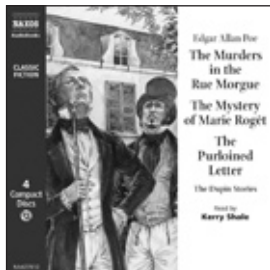 NAXOS
AudioBooks
CLASSIC
FICTION
4
Compact
Discs
Edgar Allan Poe
The Murders
in the
Rue Morgue
The Mystery
of Marie Rogêt
The
Purloined
Letter
The Dupin Stories
Read by
Kerry Shale